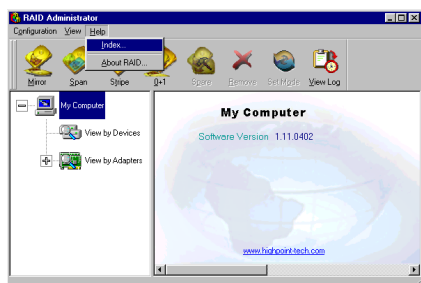 RAID Administrator
Configuration View Help
Index...
About RAID...
Mirror Span Stripe 0+1 Spare Remove Set Mode View Log
My Computer
View by Devices
View by Adapters
My Computer
Software Version 1.11.0402
www.highpoint-tech.com